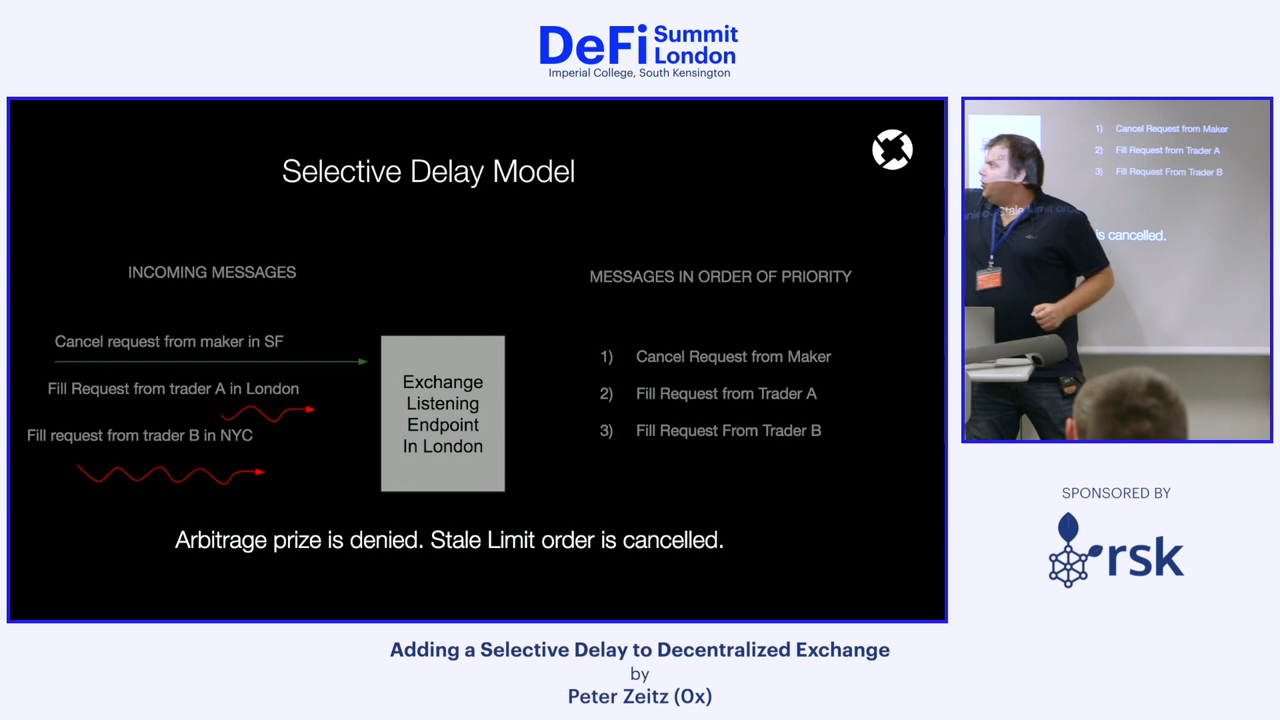 DeFi Summit
London
Imperial College, South Kensington
Selective Delay Model
INCOMING MESSAGES
MESSAGES IN ORDER OF PRIORITY
Cancel request from maker in SF
Fill Request from trader A in London
Fill request from trader B in NYC
Exchange
Listening
Endpoint
In London
1) Cancel Request from Maker
2) Fill Request from Trader A
3) Fill Request From Trader B
Arbitrage prize is denied. Stale Limit order is cancelled.
1) Cancel Request from Maker
2) Fill Request from Trader A
3) Fill Request From Trader B
Stale Limit
is cancelled.
SPONSORED BY
rsk
Adding a Selective Delay to Decentralized Exchange
by
Peter Zeitz (0x)